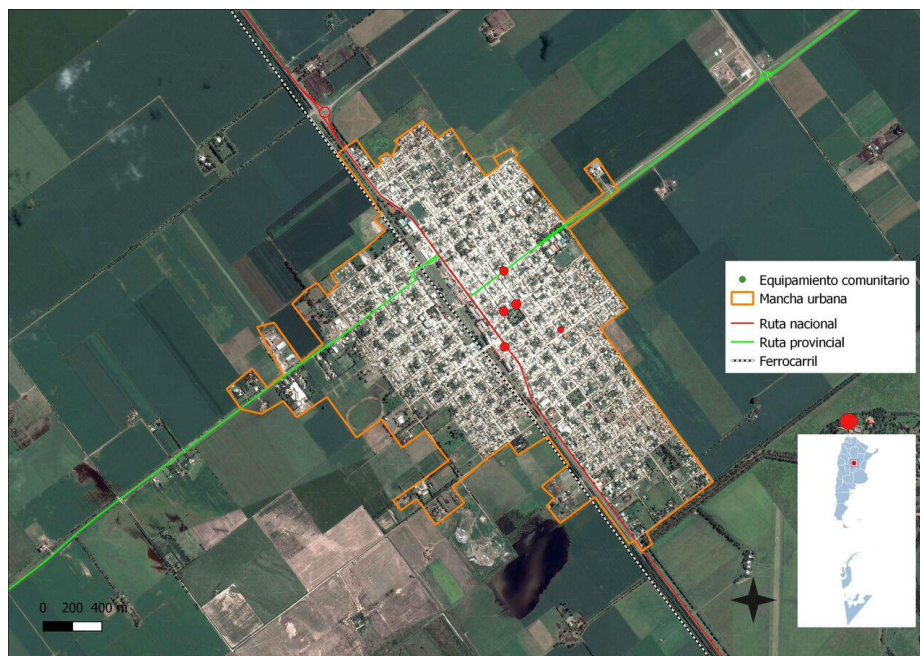 Equipamiento comunitario
Mancha urbana
Ruta nacional
Ruta provincial
Ferrocarril
0 200 400 m